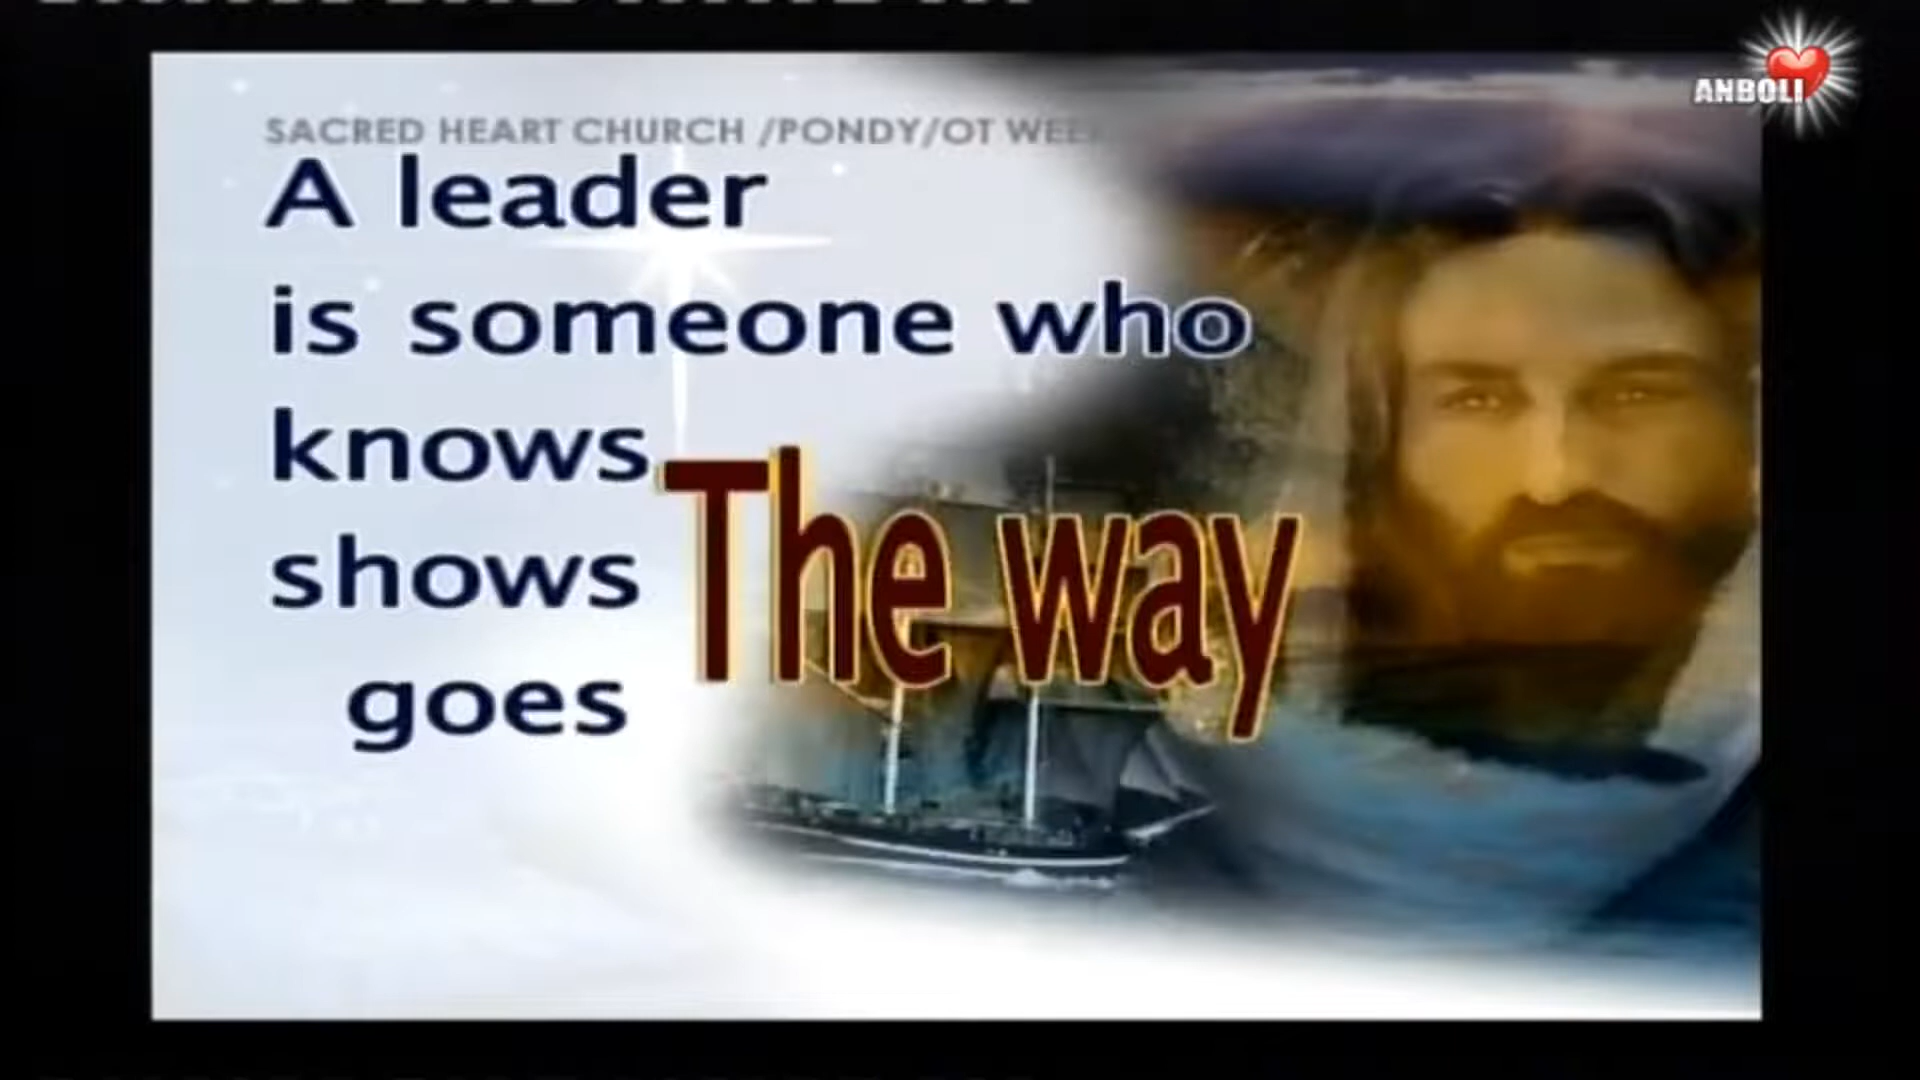 ANBOLI
SACRED HEART CHURCH /PONDY/OT
A leader
is someone who
knows
shows
goes
The way